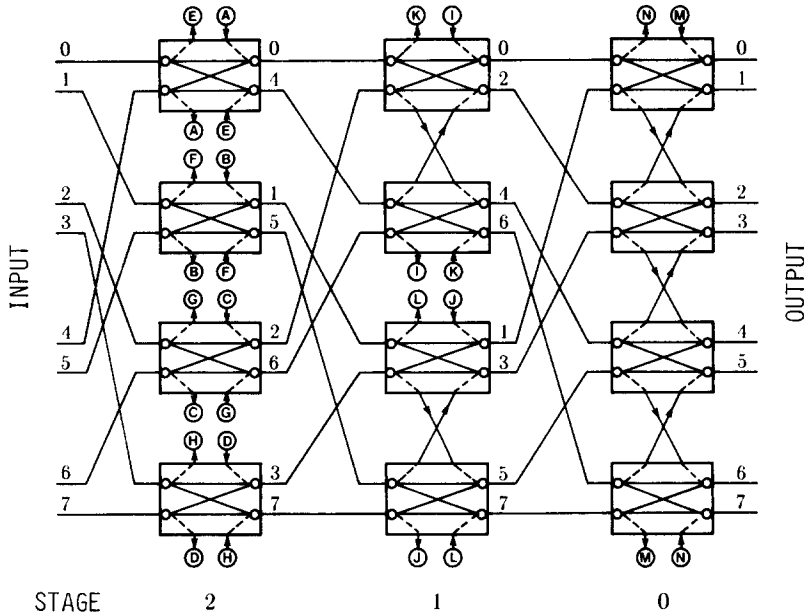 E A K I N M
0 0 0 0
1 4 2 1
A E
F B
2 1 4 2
3 5 6 3
B F I K
G C L J
4 2 1 4
5 6 3 5
C G
H D
6 3 5 6
7 7 7 7
D H J L M N
INPUT
OUTPUT
STAGE 2 1 0